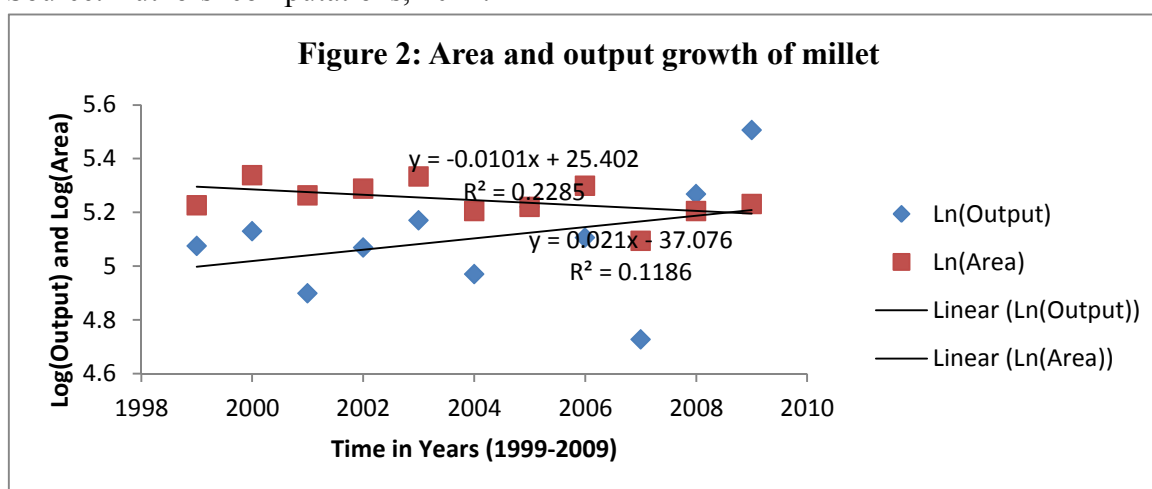 Figure 2: Area and output growth of millet
Log(Output) and Log(Area)
5.6
5.4
5.2
5
4.8
4.6
y = -0.0101x + 25.402
R² = 0.2285
y = 0.021x - 37.076
R² = 0.1186
1998
2000
2002
2004
2006
2008
2010
Time in Years (1999-2009)
Ln(Output)
Ln(Area)
Linear (Ln(Output))
Linear (Ln(Area))